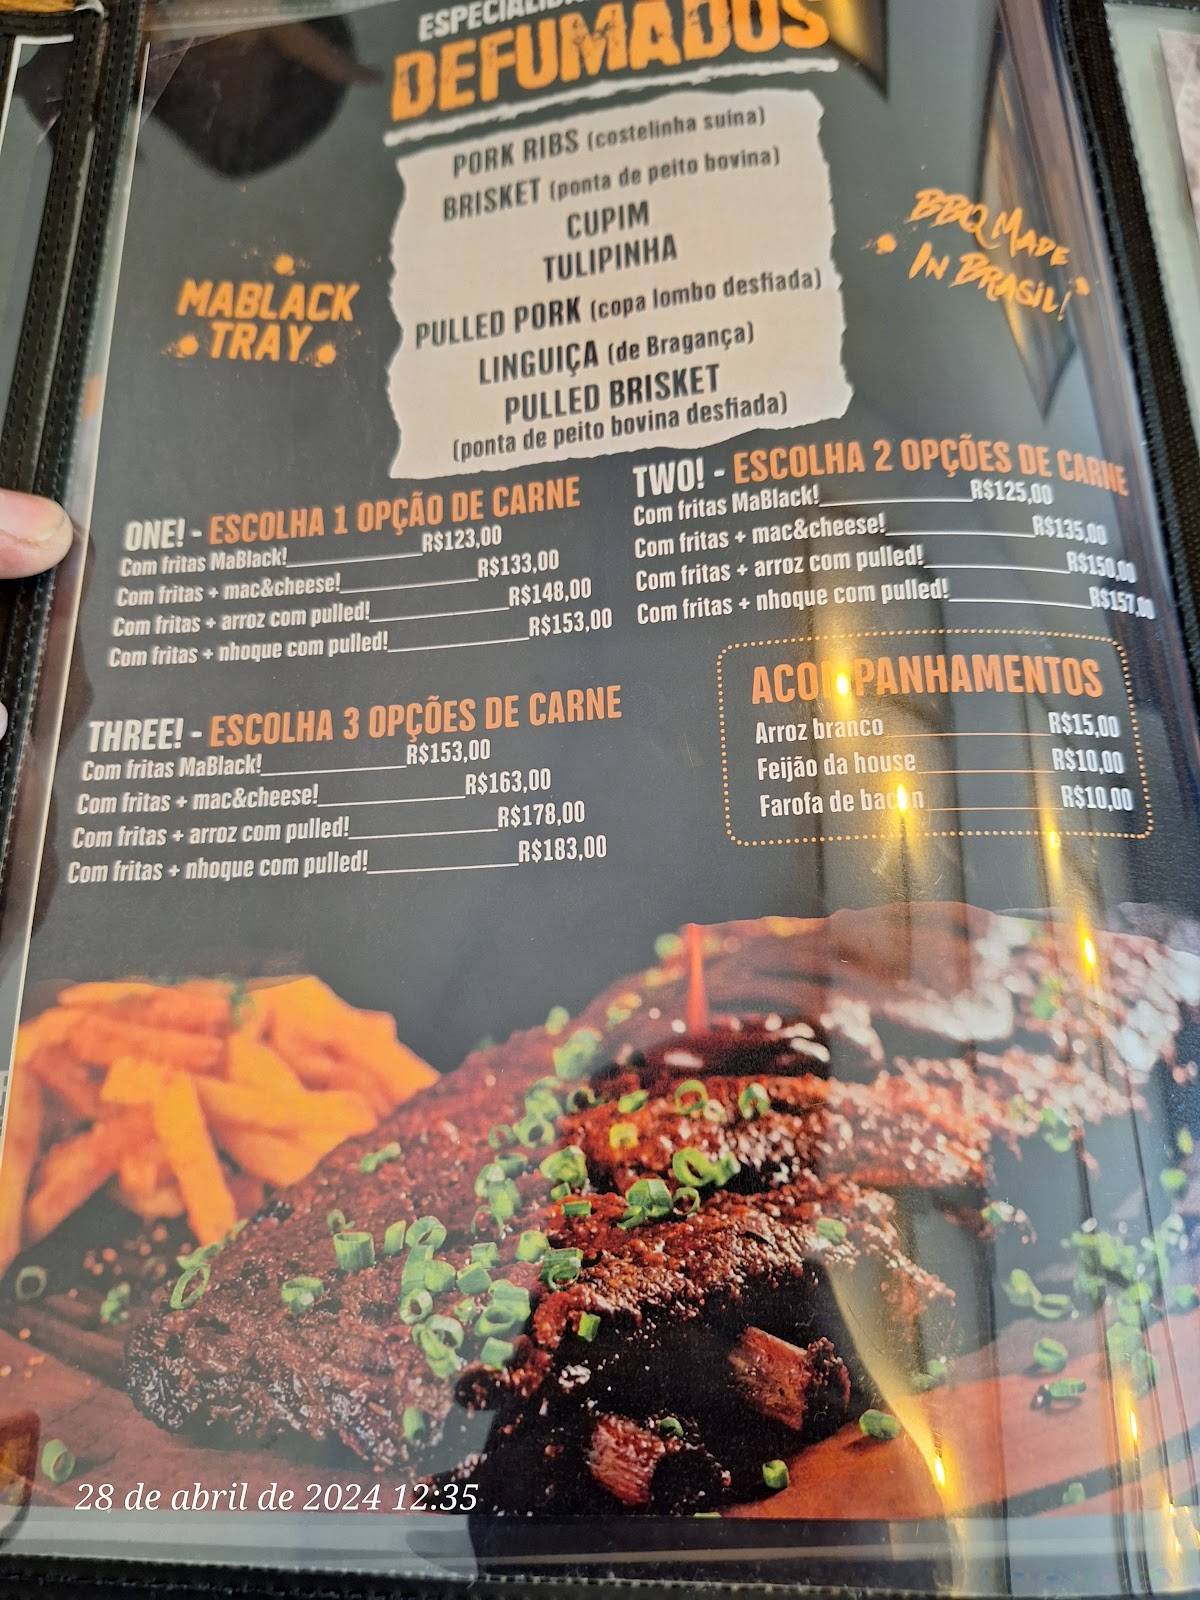 DEFUMADOS
PORK RIBS (costelinha suína)
BRISKET (ponta de peito bovina)
CUPIM
TULIPINHA
PULLED PORK (copa lombo desfiada)
LINGUIÇA (de Bragança)
PULLED BRISKET
(ponta de peito bovina desfiada)
MABLACK
TRAY
BBQ MADE
IN BRASIL!
ONE! - ESCOLHA 1 OPÇÃO DE CARNE
Com fritas MaBlack! R$123,00
Com fritas + mac&cheese! R$133,00
Com fritas + arroz com pulled! R$148,00
Com fritas + nhoque com pulled! R$153,00
TWO! - ESCOLHA 2 OPÇÕES DE CARNE
Com fritas MaBlack! R$125,00
Com fritas + mac&cheese! R$135,00
Com fritas + arroz com pulled! R$150,00
Com fritas + nhoque com pulled! R$157,00
THREE! - ESCOLHA 3 OPÇÕES DE CARNE
Com fritas MaBlack! R$153,00
Com fritas + mac&cheese! R$163,00
Com fritas + arroz com pulled! R$178,00
Com fritas + nhoque com pulled! R$183,00
ACOMPANHAMENTOS
Arroz branco R$15,00
Feijão da house R$10,00
Farofa de bacon R$10,00
28 de abril de 2024 12:35